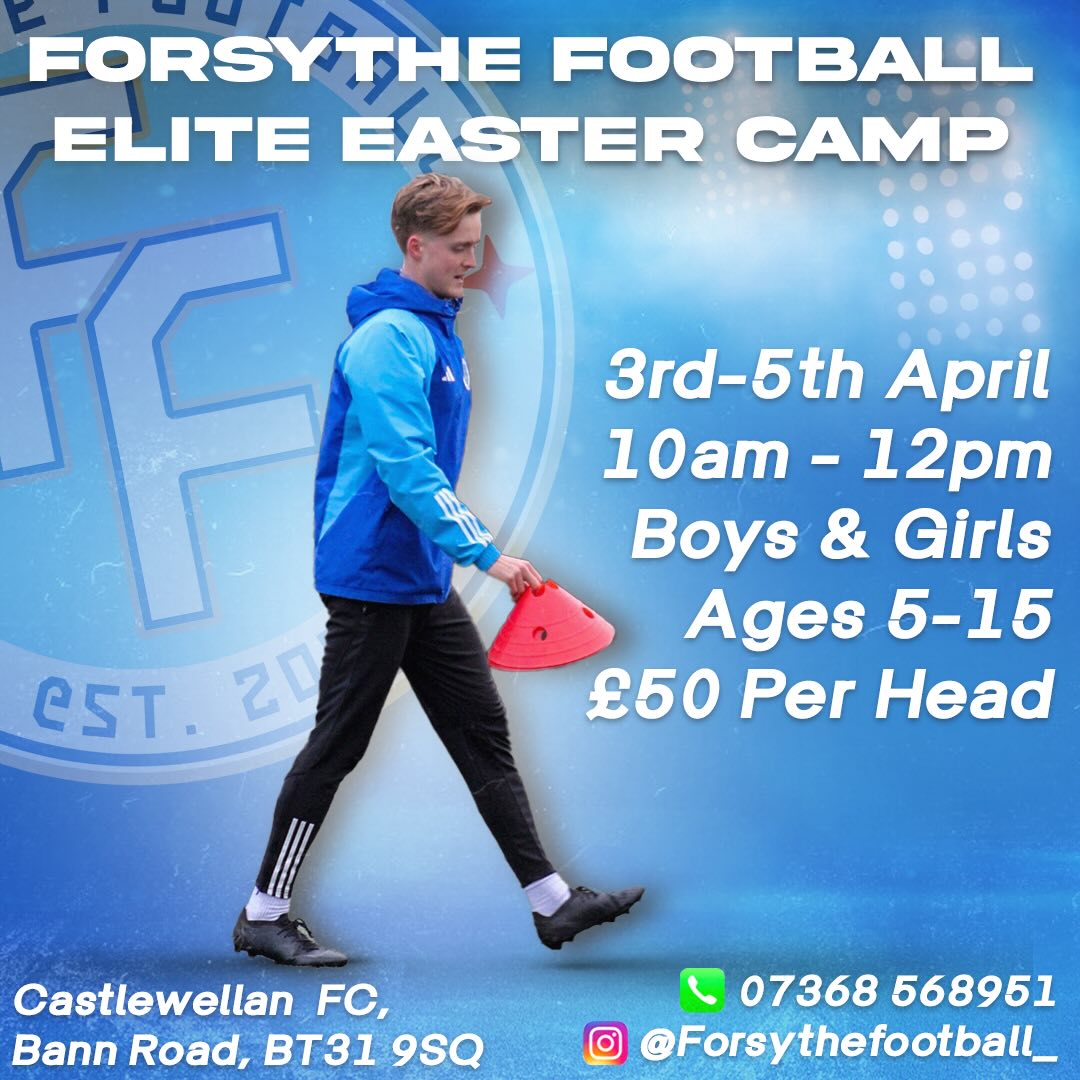 FORSYTHE FOOTBALL
ELITE EASTER CAMP
3rd-5th April
10am - 12pm
Boys & Girls
Ages 5-15
£50 Per Head
EST.
Castlewellan FC,
Bann Road, BT31 9SQ
07368 568951
@Forsythefootball_